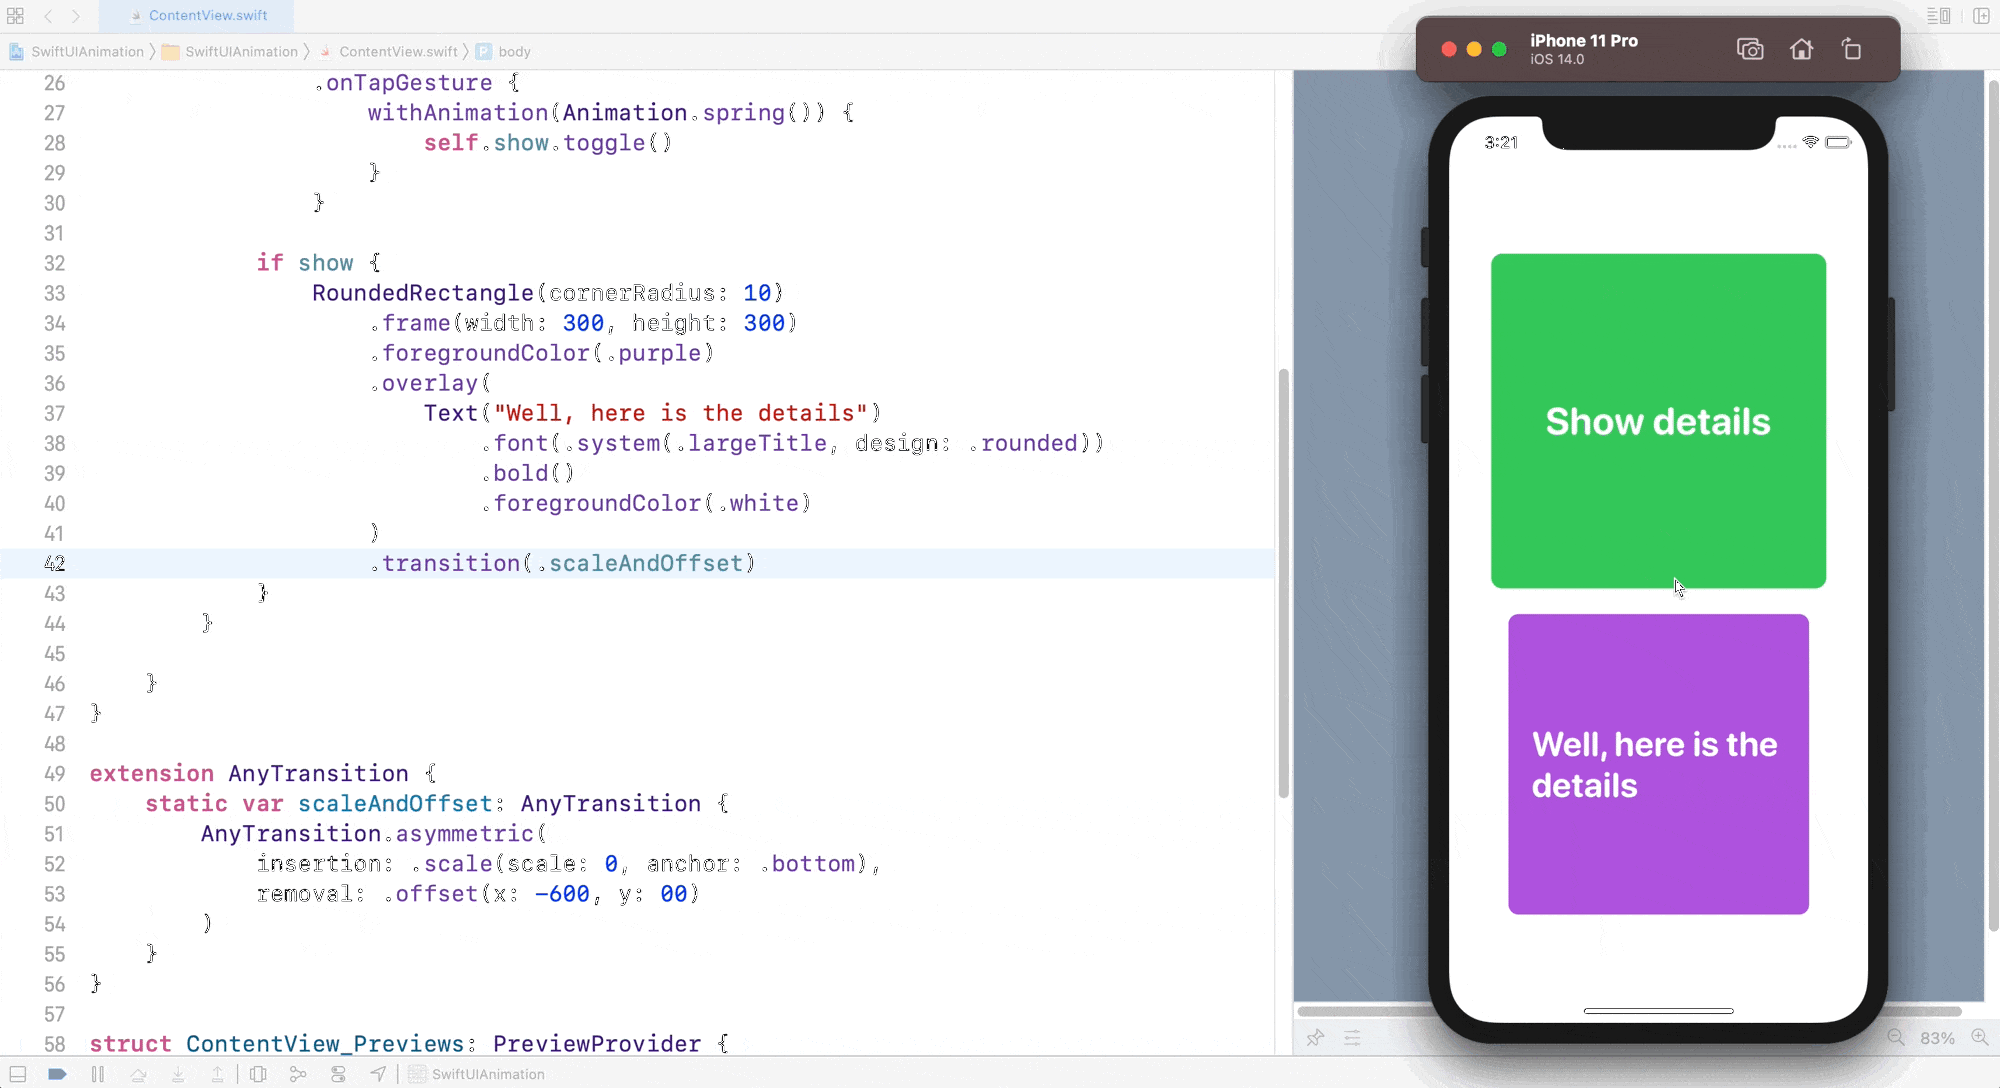 ContentView.swift
SwiftUIAnimation SwiftUIAnimation ContentView.swift body
26 .onTapGesture {
27 withAnimation(Animation.spring()) {
28 self.show.toggle()
29 }
30 }
31
32 if show {
33 RoundedRectangle(cornerRadius: 10)
34 .frame(width: 300, height: 300)
35 .foregroundColor(.purple)
36 .overlay(
37 Text("Well, here is the details")
38 .font(.system(.largeTitle, design: .rounded))
39 .bold()
40 .foregroundColor(.white)
41 )
42 .transition(.scaleAndOffset)
43 }
44 }
45
46 }
47 }
48
49 extension AnyTransition {
50 static var scaleAndOffset: AnyTransition {
51 AnyTransition.asymmetric(
52 insertion: .scale(scale: 0, anchor: .bottom),
53 removal: .offset(x: -600, y: 00)
54 )
55 }
56 }
57
58 struct ContentView_Previews: PreviewProvider {
SwiftUIAnimation
iPhone 11 Pro
iOS 14.0
3:21
Show details
Well, here is the
details
83%